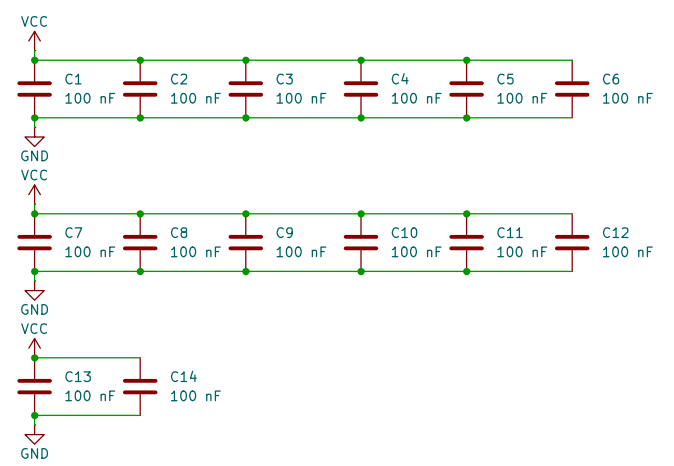 VCC
C1 C2 C3 C4 C5 C6
100 nF 100 nF 100 nF 100 nF 100 nF 100 nF
GND
VCC
C7 C8 C9 C10 C11 C12
100 nF 100 nF 100 nF 100 nF 100 nF 100 nF
GND
VCC
C13 C14
100 nF 100 nF
GND